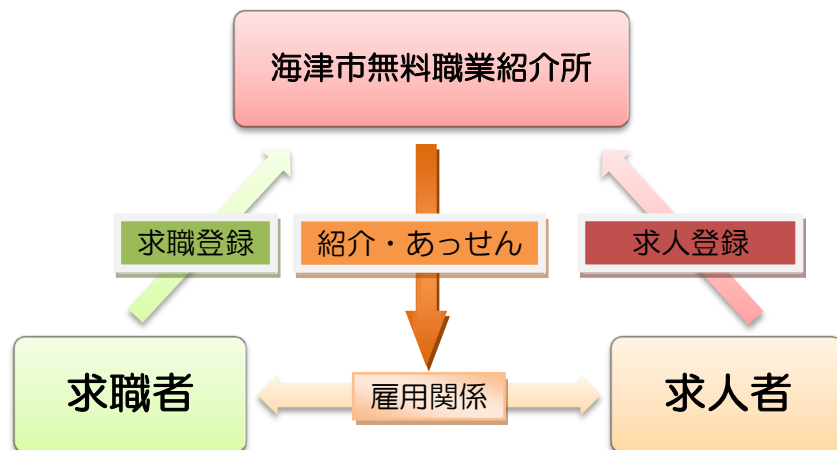 海津市無料職業紹介所
求職登録
紹介・あっせん
求人登録
求職者
雇用関係
求人者